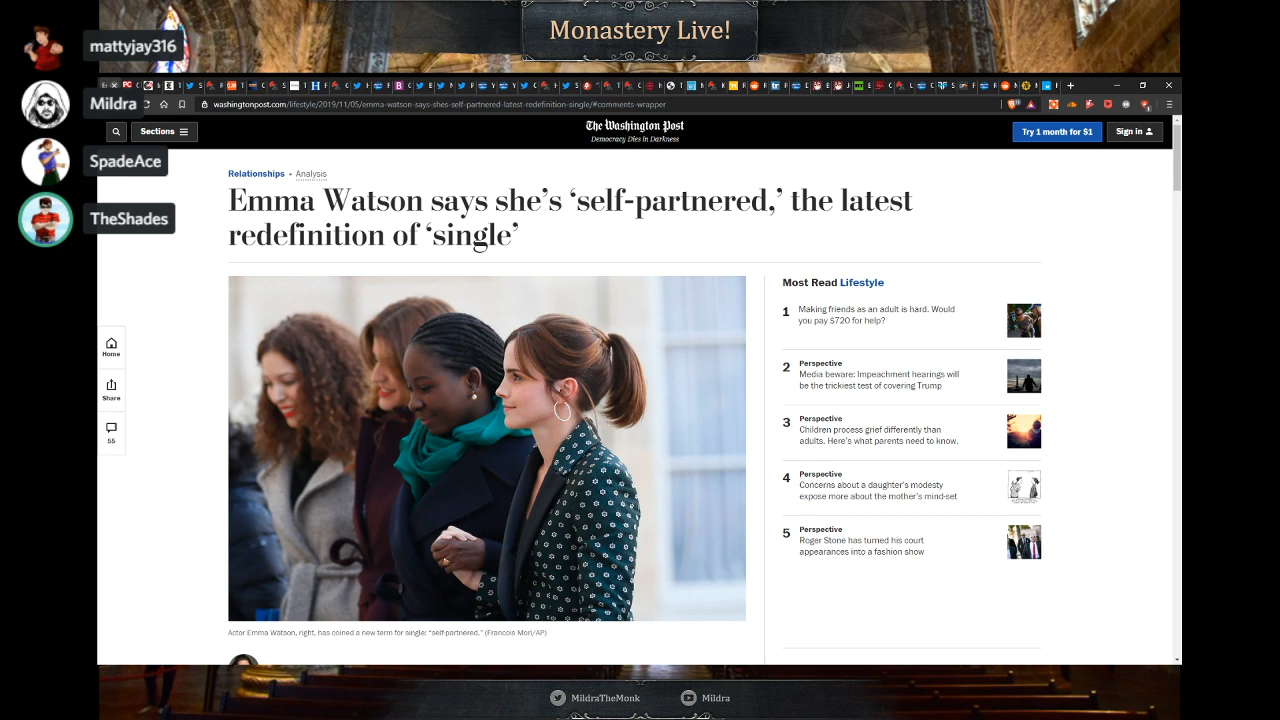 Monastery Live!
mattyjay316
Mildra
SpadeAce
TheShades
washingtonpost.com/lifestyle/2019/11/05/emma-watson-says-shes-self-partnered-latest-redefinition-single/#comments-wrapper
Sections
The Washington Post
Democracy Dies in Darkness
Try 1 month for $1
Sign in
Relationships • Analysis
Emma Watson says she’s ‘self-partnered,’ the latest
redefinition of ‘single’
Home
Share
55
Actor Emma Watson, right, has coined a new term for single: “self-partnered.” (Francois Mori/AP)
Most Read Lifestyle
1
Making friends as an adult is hard. Would
you pay $720 for help?
2
Perspective
Media beware: Impeachment hearings will
be the trickiest test of covering Trump
3
Perspective
Children process grief differently than
adults. Here’s what parents need to know.
4
Perspective
Concerns about a daughter’s modesty
expose more about the mother’s mind-set
5
Perspective
Roger Stone has turned his court
appearances into a fashion show
MildraTheMonk
Mildra